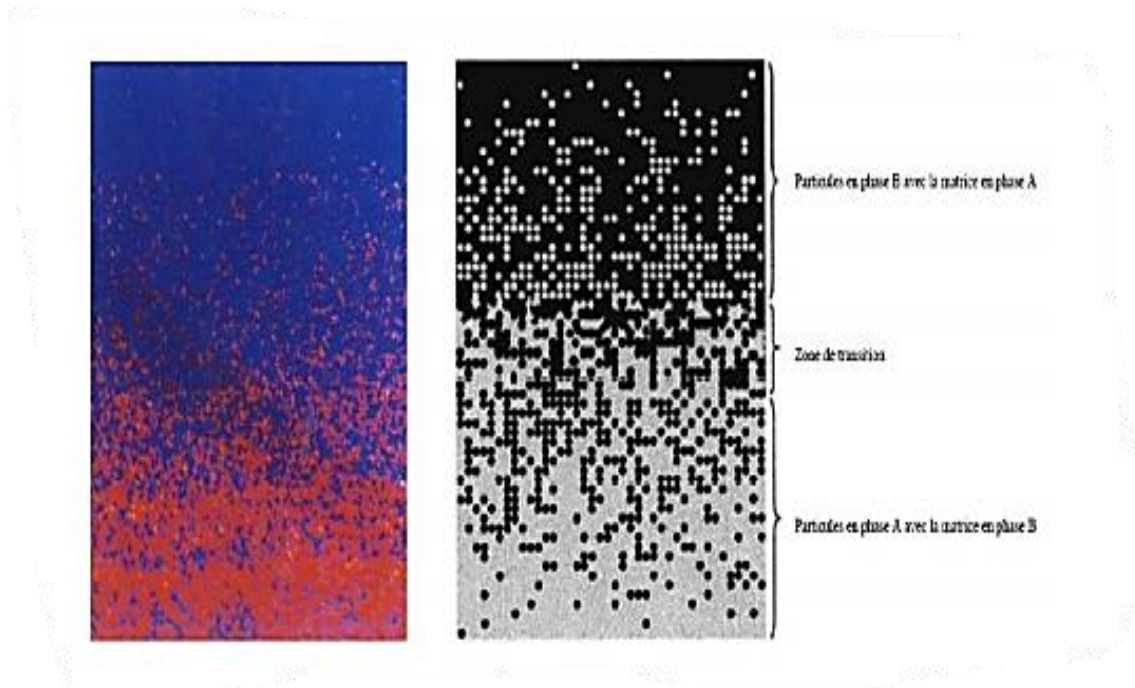 Particules en phase B avec la matrice en phase A
Zone de transition
Particules en phase A avec la matrice en phase B